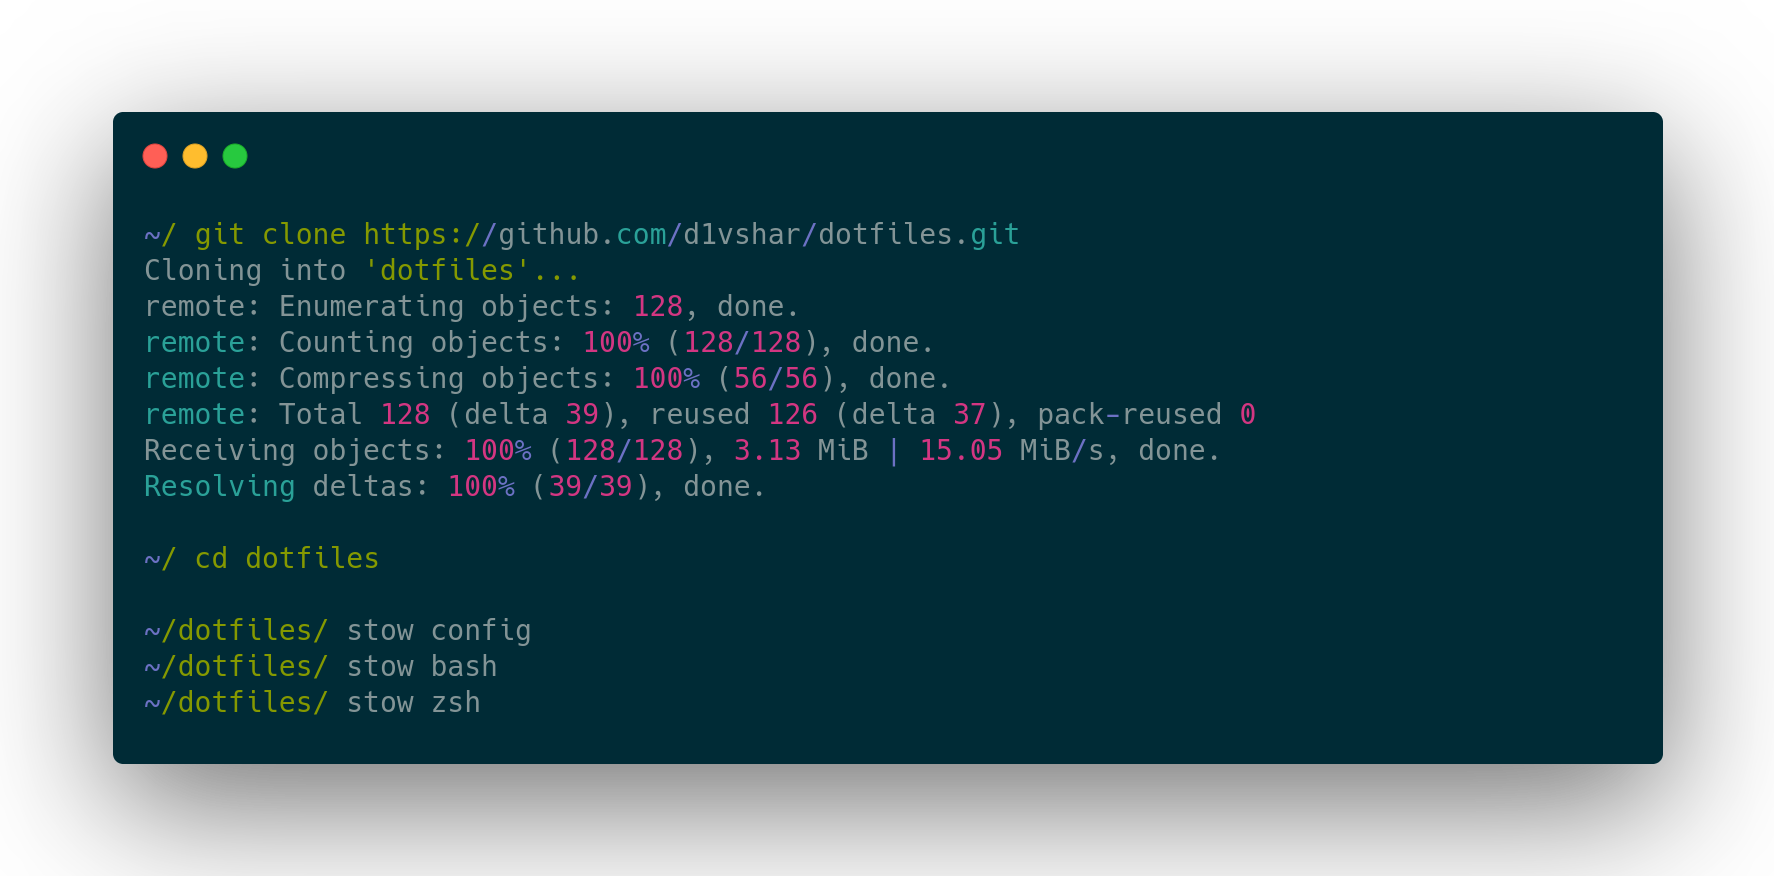 ~/ git clone https://github.com/d1vshar/dotfiles.git
Cloning into 'dotfiles'...
remote: Enumerating objects: 128, done.
remote: Counting objects: 100% (128/128), done.
remote: Compressing objects: 100% (56/56), done.
remote: Total 128 (delta 39), reused 126 (delta 37), pack-reused 0
Receiving objects: 100% (128/128), 3.13 MiB | 15.05 MiB/s, done.
Resolving deltas: 100% (39/39), done.
~/ cd dotfiles
~/dotfiles/ stow config
~/dotfiles/ stow bash
~/dotfiles/ stow zsh